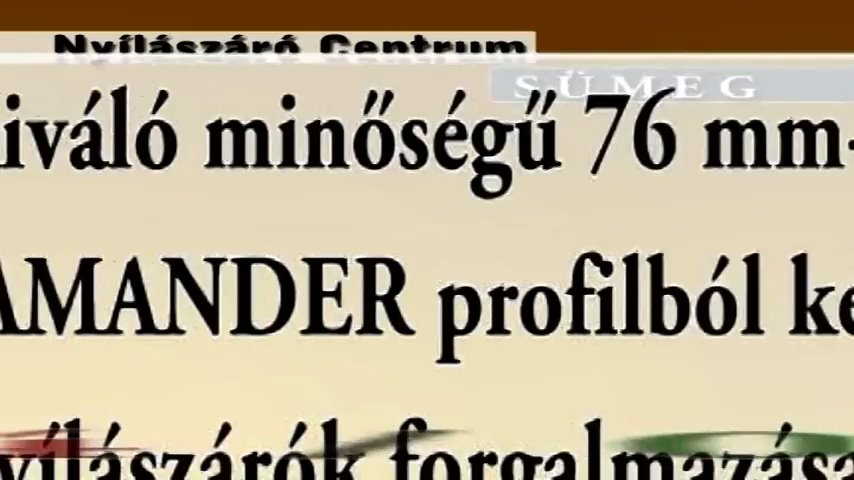 Nyílászáró Centrum
SÜMEG
iváló minőségű 76 mm-
AMANDER profilból ke
yílászárók forgalmazása